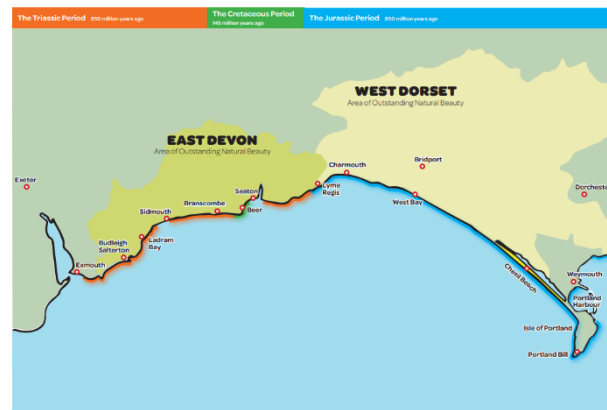 The Triassic Period 250 million years ago
The Cretaceous Period
145 million years ago
The Jurassic Period 200 million years ago
WEST DORSET
Area of Outstanding Natural Beauty
EAST DEVON
Area of Outstanding Natural Beauty
Charmouth
Bridport
Exeter
Seaton
Lyme
Regis
Dorchester
Branscombe
Beer
West Bay
Sidmouth
Ladram
Bay
Budleigh
Salterton
Exmouth
Chesil Beach
Weymouth
Portland
Harbour
Isle of Portland
Portland Bill